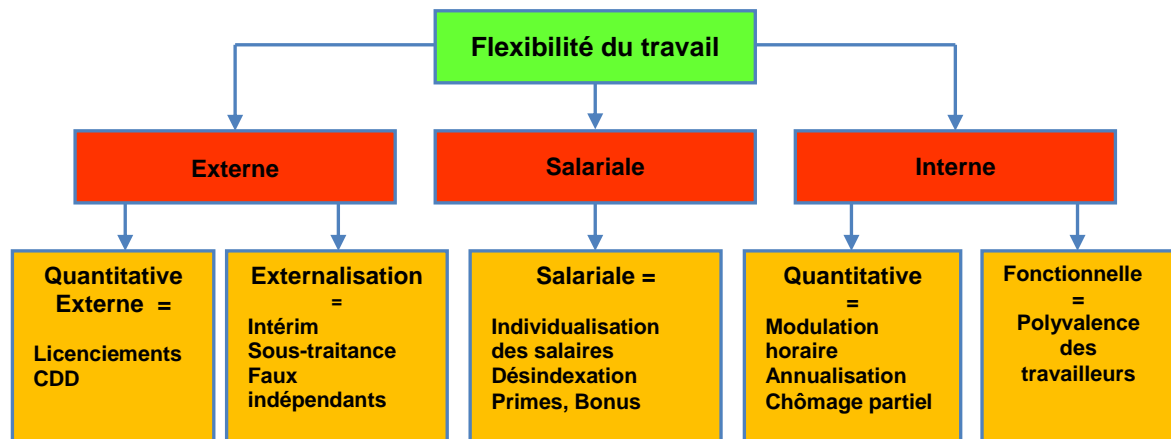 Flexibilité du travail
Externe
Salariale
Interne
Quantitative
Externe =
Licenciements
CDD
Externalisation
=
Intérim
Sous-traitance
Faux
indépendants
Salariale =
Individualisation
des salaires
Désindexation
Primes, Bonus
Quantitative
=
Modulation
horaire
Annualisation
Chômage partiel
Fonctionnelle
=
Polyvalence
des
travailleurs